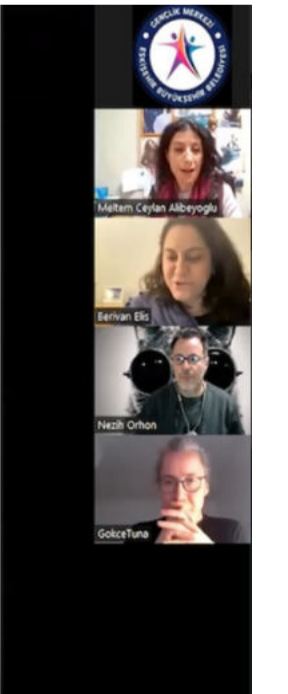 GENÇLİK MERKEZİ
ESKİŞEHİR BÜYÜKŞEHİR BELEDİYESİ
Meltem Ceylan Alibeyoglu
Berivan Elis
Nezih Orhon
GokceTuna